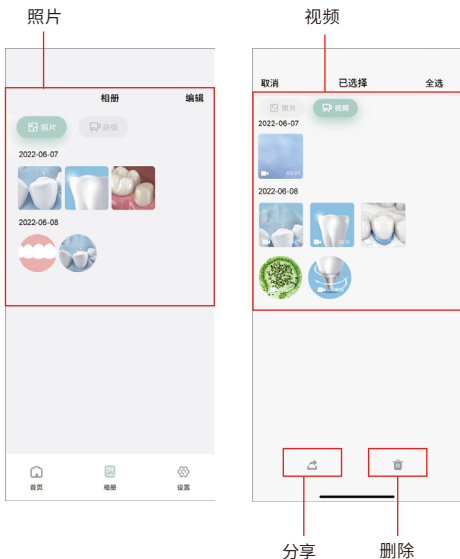 照片
视频
相册
编辑
照片
录像
2022-06-07
2022-06-08
首页
相册
设置
取消
已选择
全选
照片
视频
2022-06-07
2022-06-08
分享
删除